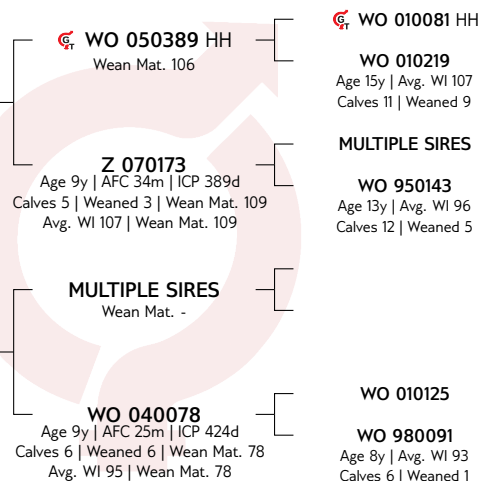 WO 050389 HH
Wean Mat. 106
Z 070173
Age 9y | AFC 34m | ICP 389d
Calves 5 | Weaned 3 | Wean Mat. 109
Avg. WI 107 | Wean Mat. 109
MULTIPLE SIRES
Wean Mat. -
WO 040078
Age 9y | AFC 25m | ICP 424d
Calves 6 | Weaned 6 | Wean Mat. 78
Avg. WI 95 | Wean Mat. 78
WO 010081 HH
WO 010219
Age 15y | Avg. WI 107
Calves 11 | Weaned 9
MULTIPLE SIRES
WO 950143
Age 13y | Avg. WI 96
Calves 12 | Weaned 5
WO 010125
WO 980091
Age 8y | Avg. WI 93
Calves 6 | Weaned 1